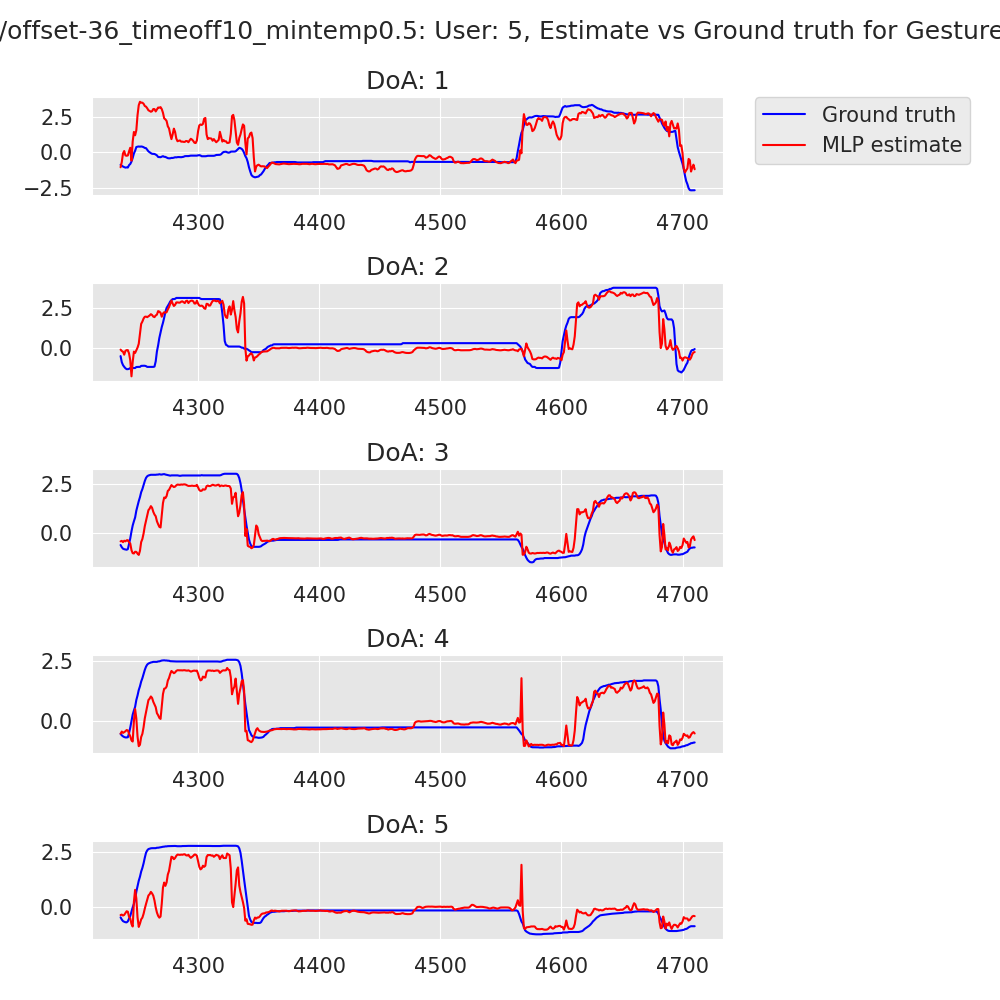 /offset-36_timeoff10_mintemp0.5: User: 5, Estimate vs Ground truth for Gesture
DoA: 1
Ground truth
MLP estimate
2.5
0.0
−2.5
4300 4400 4500 4600 4700
DoA: 2
2.5
0.0
4300 4400 4500 4600 4700
DoA: 3
2.5
0.0
4300 4400 4500 4600 4700
DoA: 4
2.5
0.0
4300 4400 4500 4600 4700
DoA: 5
2.5
0.0
4300 4400 4500 4600 4700